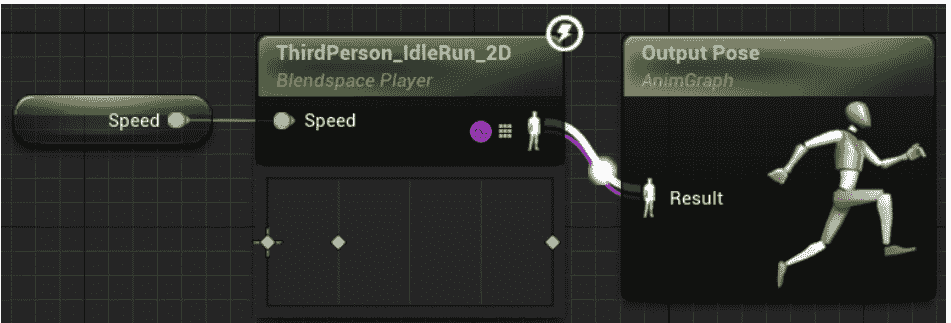 Speed
ThirdPerson_IdleRun_2D
Blendspace Player
Speed
Output Pose
AnimGraph
Result